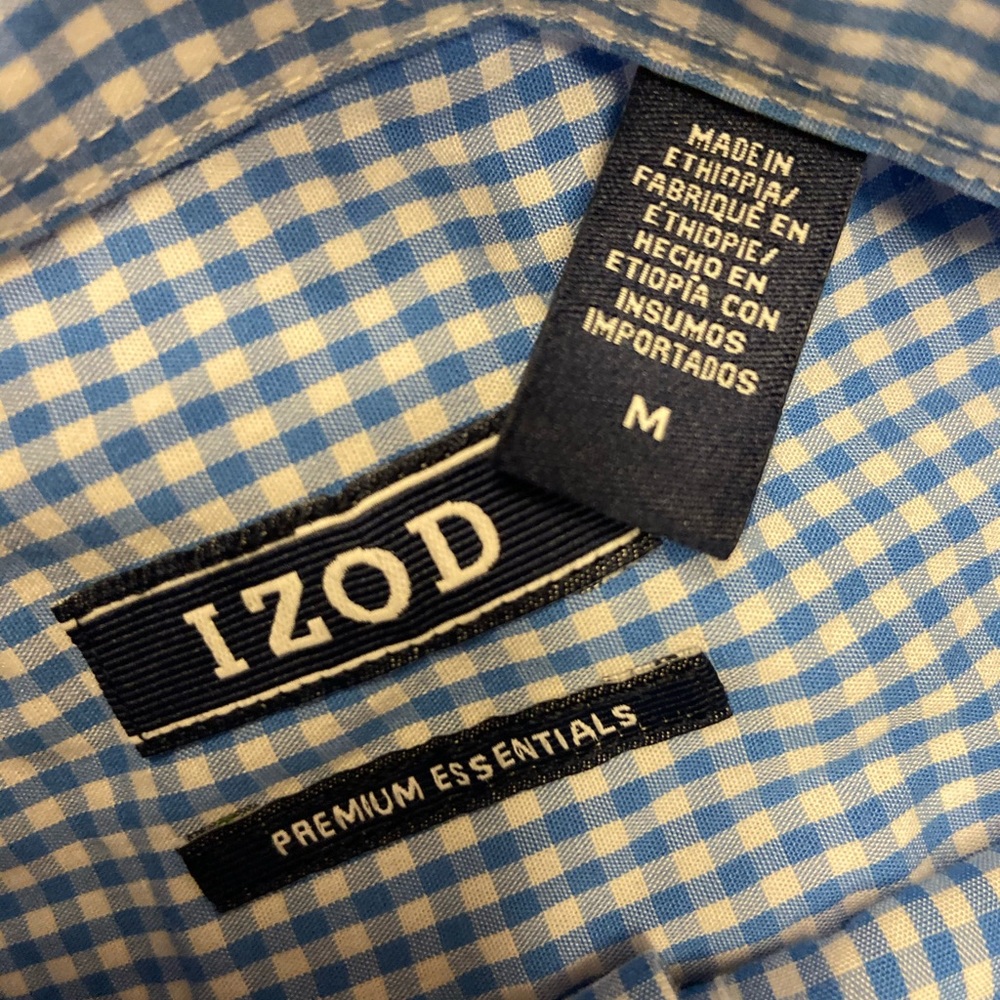 MADE IN
ETHIOPIA/
FABRIQUÉ EN
ÉTHIOPIE/
HECHO EN
ETIOPÍA CON
INSUMOS
IMPORTADOS
M
IZOD
PREMIUM ESSENTIALS